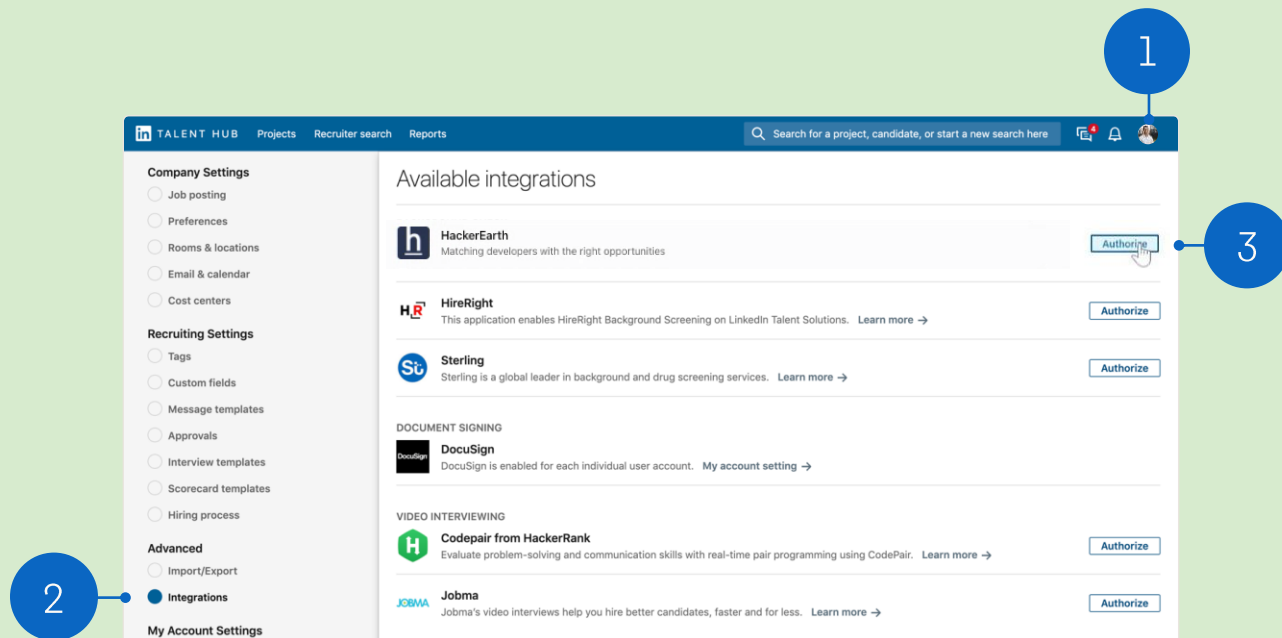 1
in TALENT HUB Projects Recruiter search Reports Search for a project, candidate, or start a new search here 4
Company Settings
Job posting
Preferences
Rooms & locations
Email & calendar
Cost centers
Recruiting Settings
Tags
Custom fields
Message templates
Approvals
Interview templates
Scorecard templates
Hiring process
Advanced
Import/Export
2
Integrations
My Account Settings
Available integrations
h
HackerEarth
Matching developers with the right opportunities
Authorize
3
HR
HireRight
This application enables HireRight Background Screening on LinkedIn Talent Solutions. Learn more →
Authorize
St
Sterling
Sterling is a global leader in background and drug screening services. Learn more →
Authorize
DOCUMENT SIGNING
DocuSign
DocuSign
DocuSign is enabled for each individual user account. My account setting →
VIDEO INTERVIEWING
H
Codepair from HackerRank
Evaluate problem-solving and communication skills with real-time pair programming using CodePair. Learn more →
Authorize
JOBMA
Jobma
Jobma's video interviews help you hire better candidates, faster and for less. Learn more →
Authorize